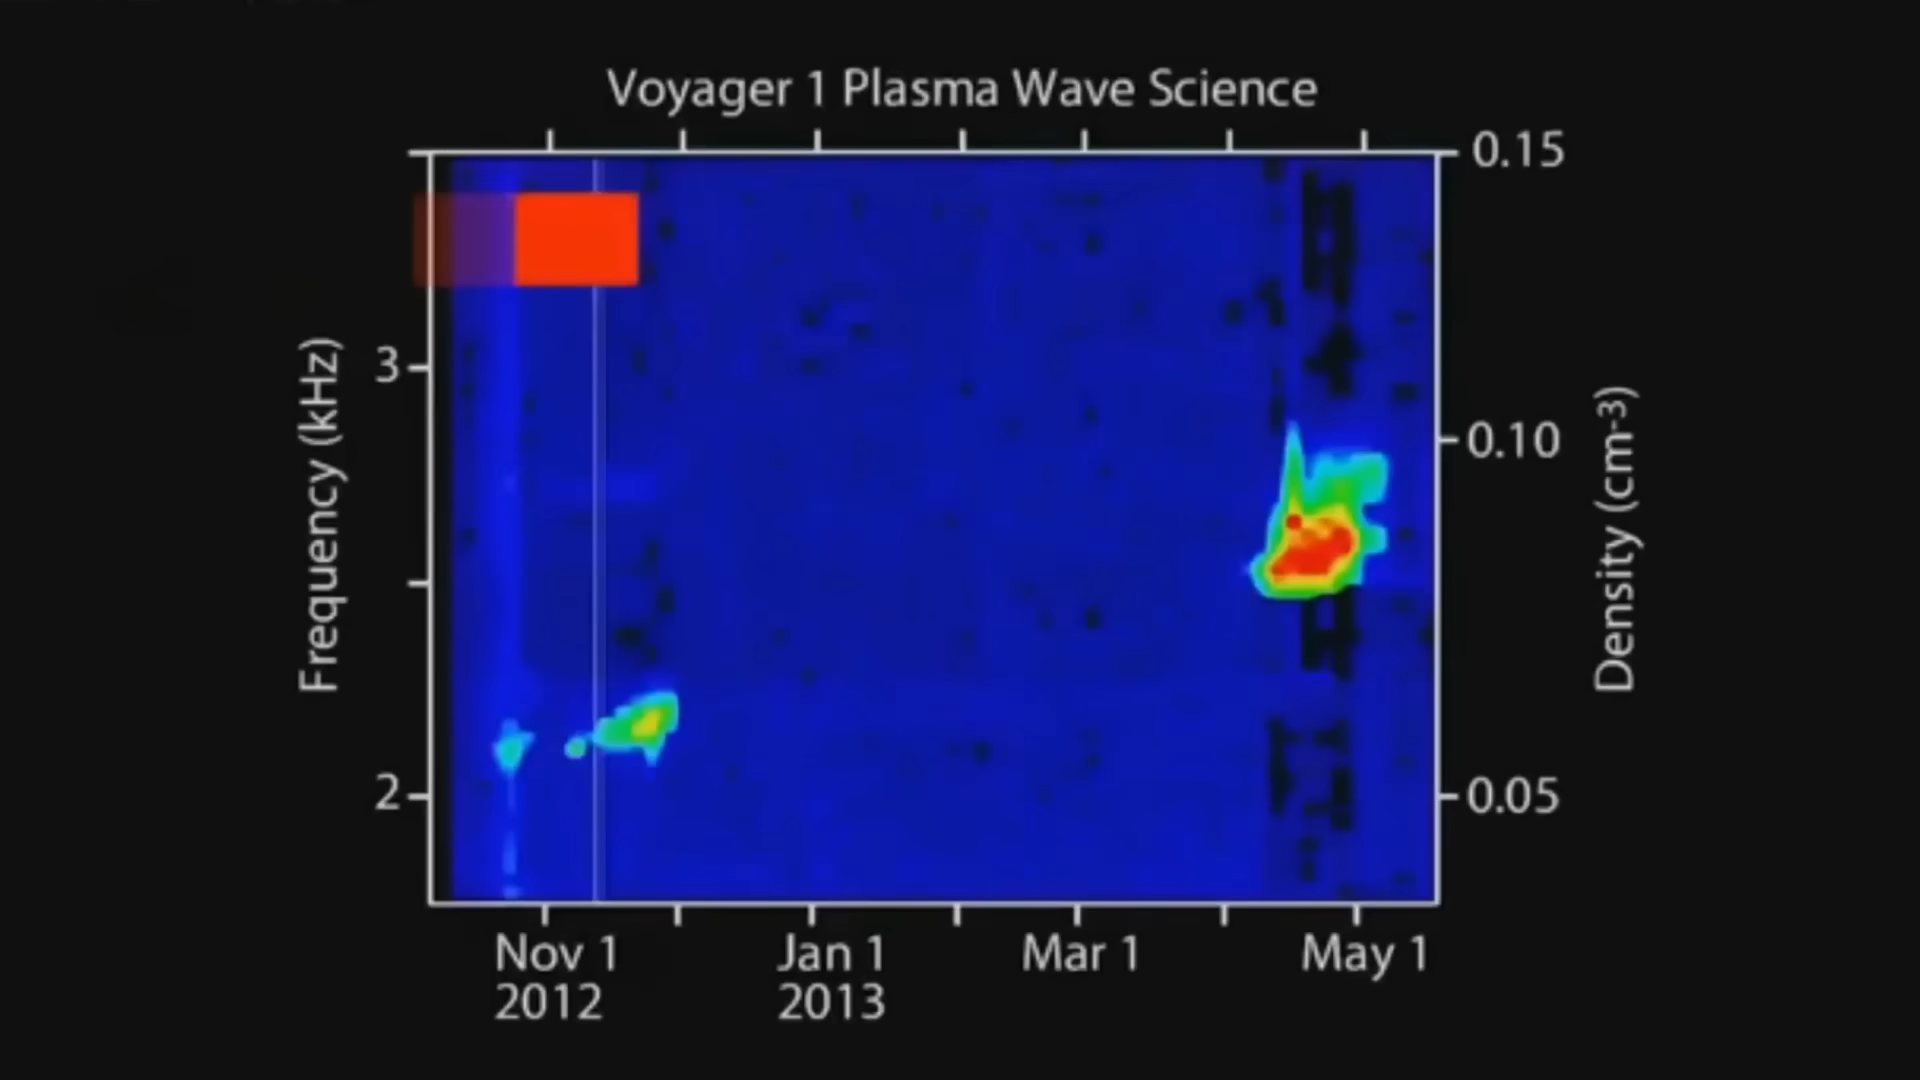 Voyager 1 Plasma Wave Science
0.15
3
0.10
2
0.05
Frequency (kHz)
Density (cm-3)
Nov 1
2012
Jan 1
2013
Mar 1
May 1